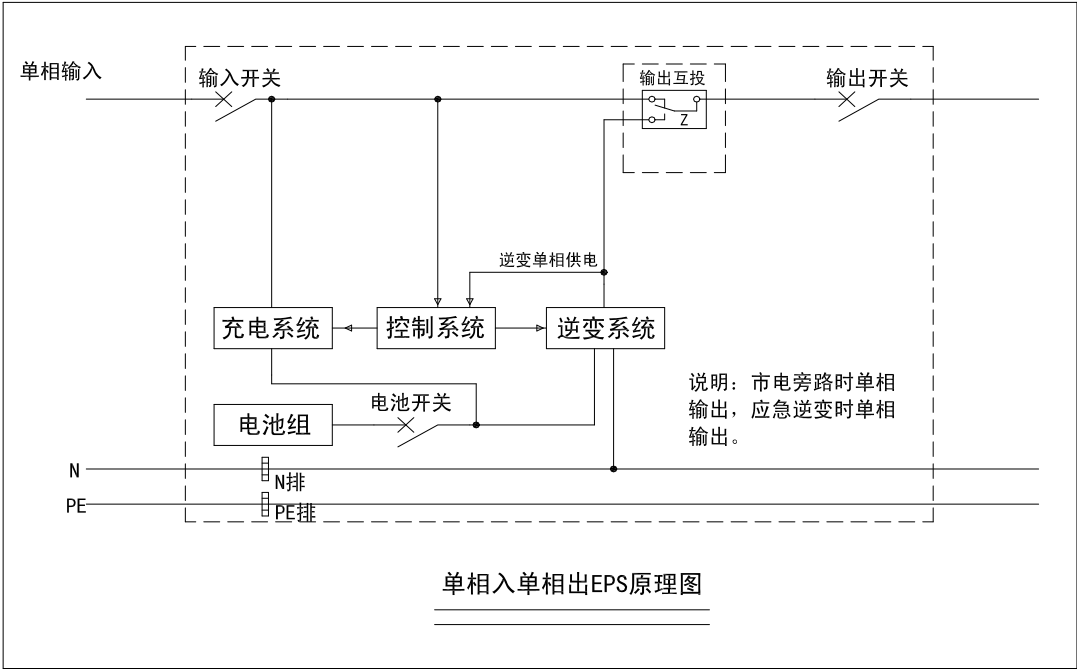 单相输入
输入开关
输出互投
输出开关
Z
逆变单相供电
充电系统
控制系统
逆变系统
说明：市电旁路时单相
输出，应急逆变时单相
输出。
电池开关
电池组
N
N排
PE
PE排
单相入单相出EPS原理图